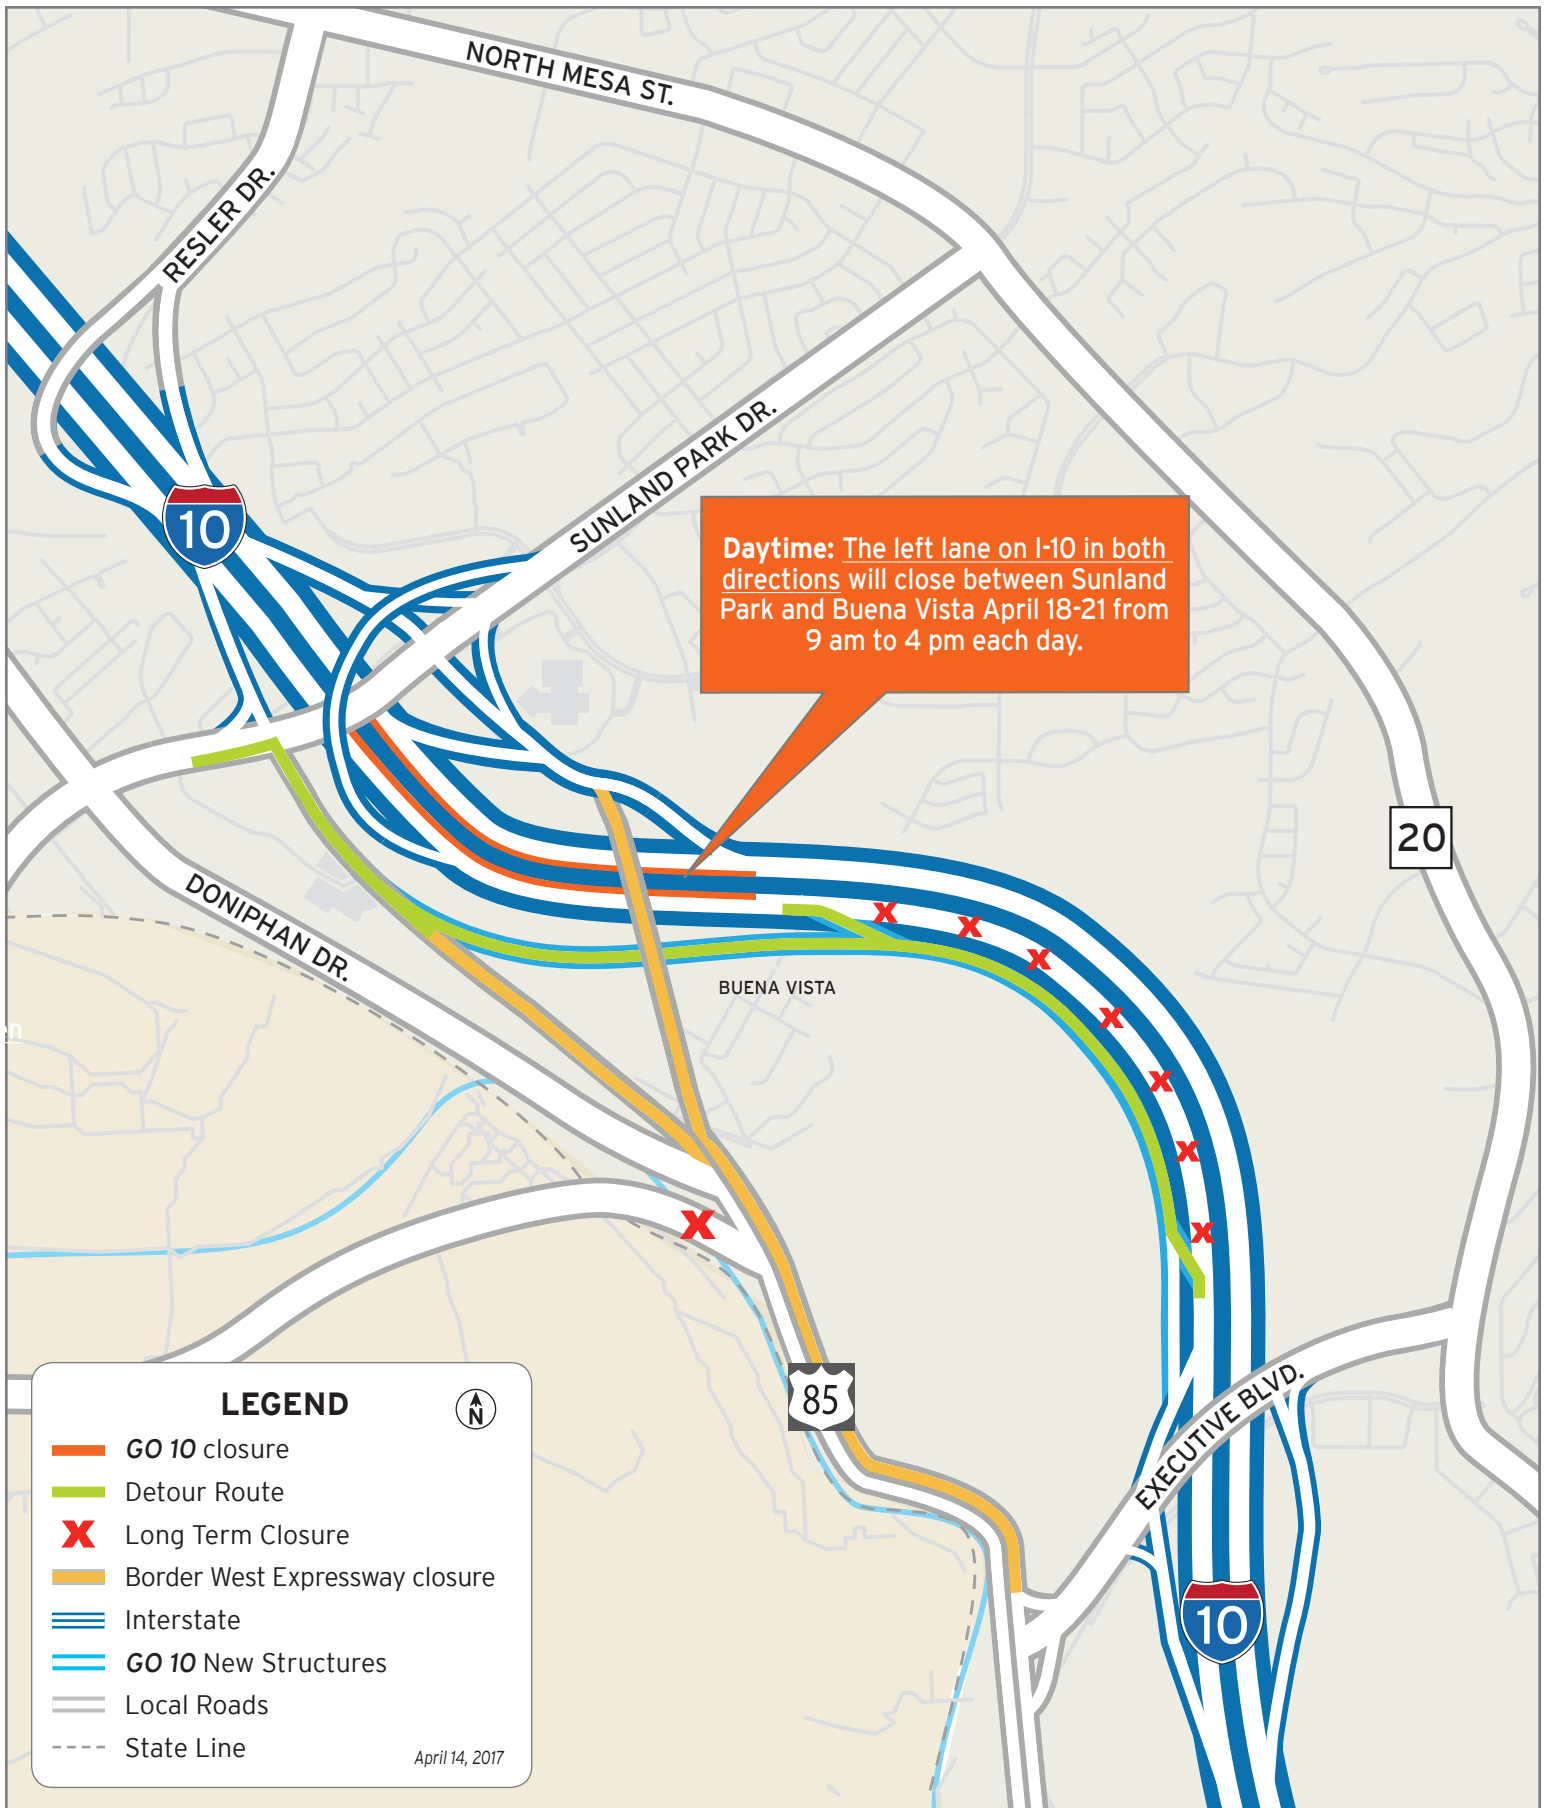 NORTH MESA ST.
RESLER DR.
SUNLAND PARK DR.
10
Daytime: The left lane on I-10 in both
directions will close between Sunland
Park and Buena Vista April 18-21 from
9 am to 4 pm each day.
20
DONIPHAN DR.
BUENA VISTA
en
85
EXECUTIVE BLVD.
10
LEGEND
N
GO 10 closure
Detour Route
X Long Term Closure
Border West Expressway closure
Interstate
GO 10 New Structures
Local Roads
State Line
April 14, 2017